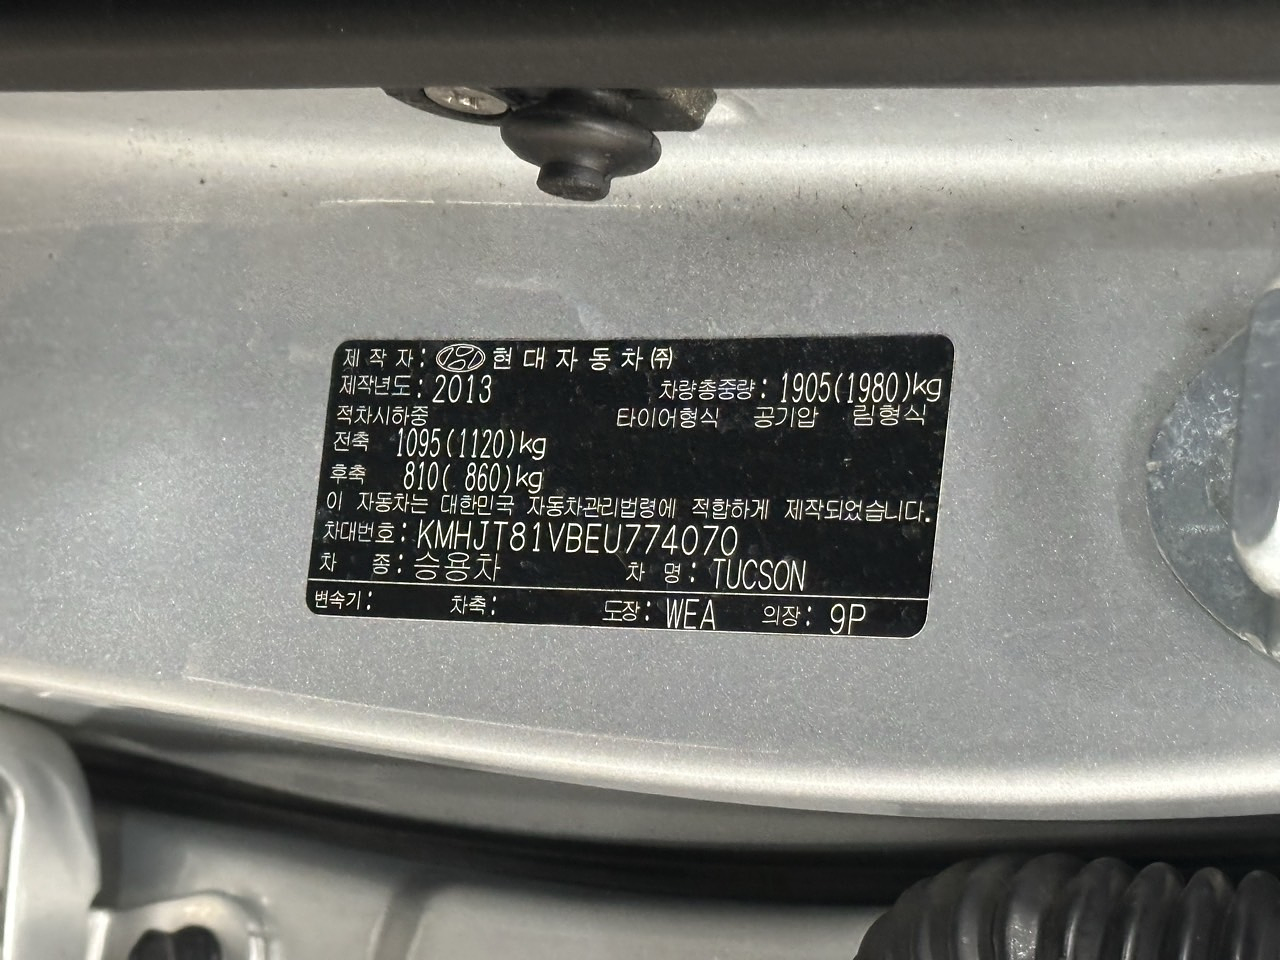 제 작 자 : 현 대 자 동 차 ㈜
제작년도 : 2013 차량총중량 : 1905(1980)kg
적차시하중 타이어형식 공기압 림형식
전축 1095(1120)kg
후축 810( 860)kg
이 자동차는 대한민국 자동차관리법령에 적합하게 제작되었습니다.
차대번호 : KMHJT81VBEU774070
차 종 : 승용차 차 명 : TUCSON
변속기 : 차축 : 도장 : WEA 의장 : 9P